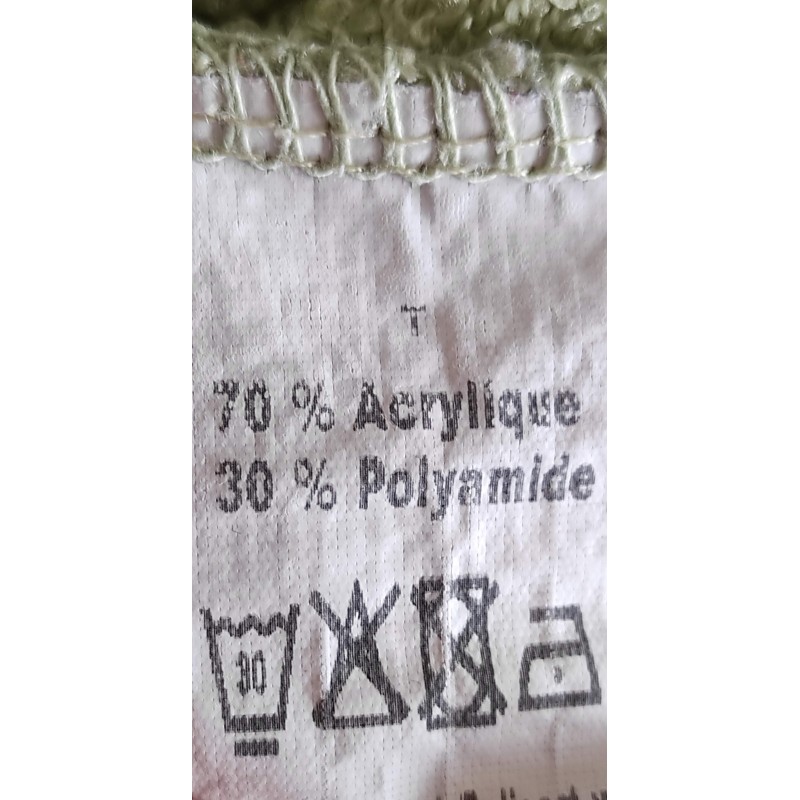 T
70 % Acrylique
30 % Polyamide
30